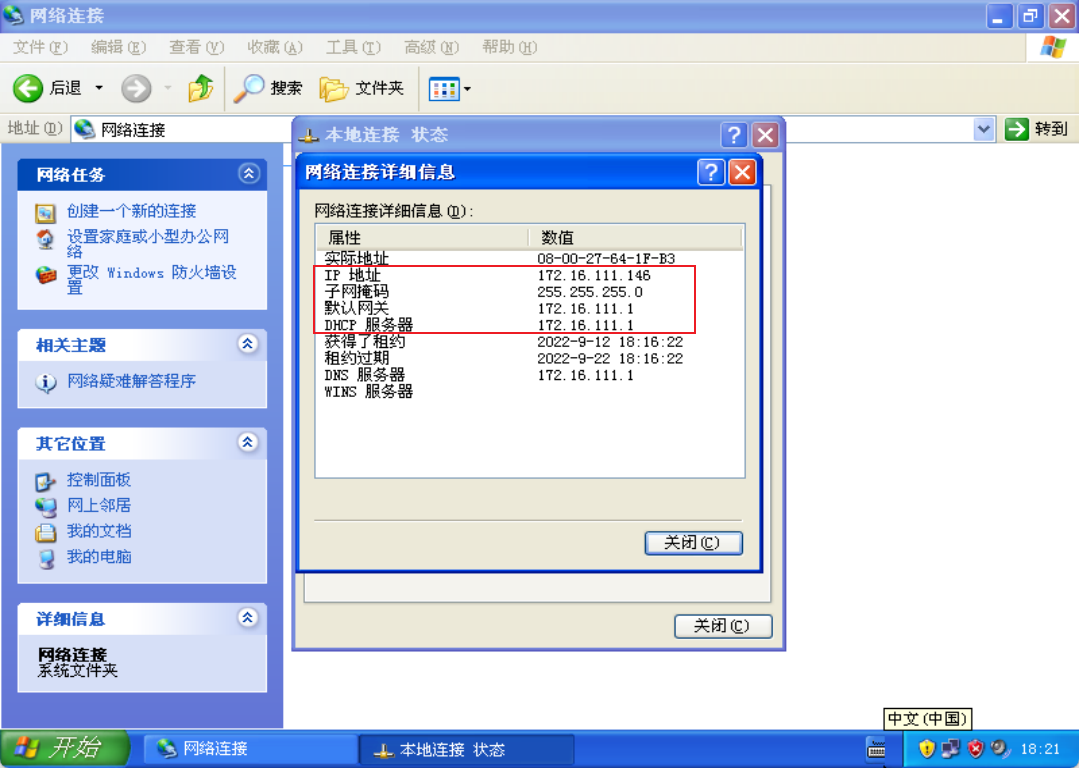 网络连接
文件(F) 编辑(E) 查看(V) 收藏(A) 工具(T) 高级(N) 帮助(H)
后退 搜索 文件夹
地址(D) 网络连接 转到
网络任务
创建一个新的连接
设置家庭或小型办公网
络
更改 Windows 防火墙设
置
相关主题
网络疑难解答程序
其它位置
控制面板
网上邻居
我的文档
我的电脑
详细信息
网络连接
系统文件夹
本地连接 状态
网络连接详细信息
网络连接详细信息(D):
属性 数值
实际地址 08-00-27-64-1F-B3
IP 地址 172.16.111.146
子网掩码 255.255.255.0
默认网关 172.16.111.1
DHCP 服务器 172.16.111.1
获得了租约 2022-9-12 18:16:22
租约过期 2022-9-22 18:16:22
DNS 服务器 172.16.111.1
WINS 服务器
关闭(C)
关闭(C)
中文(中国)
开始 网络连接 本地连接 状态 18:21